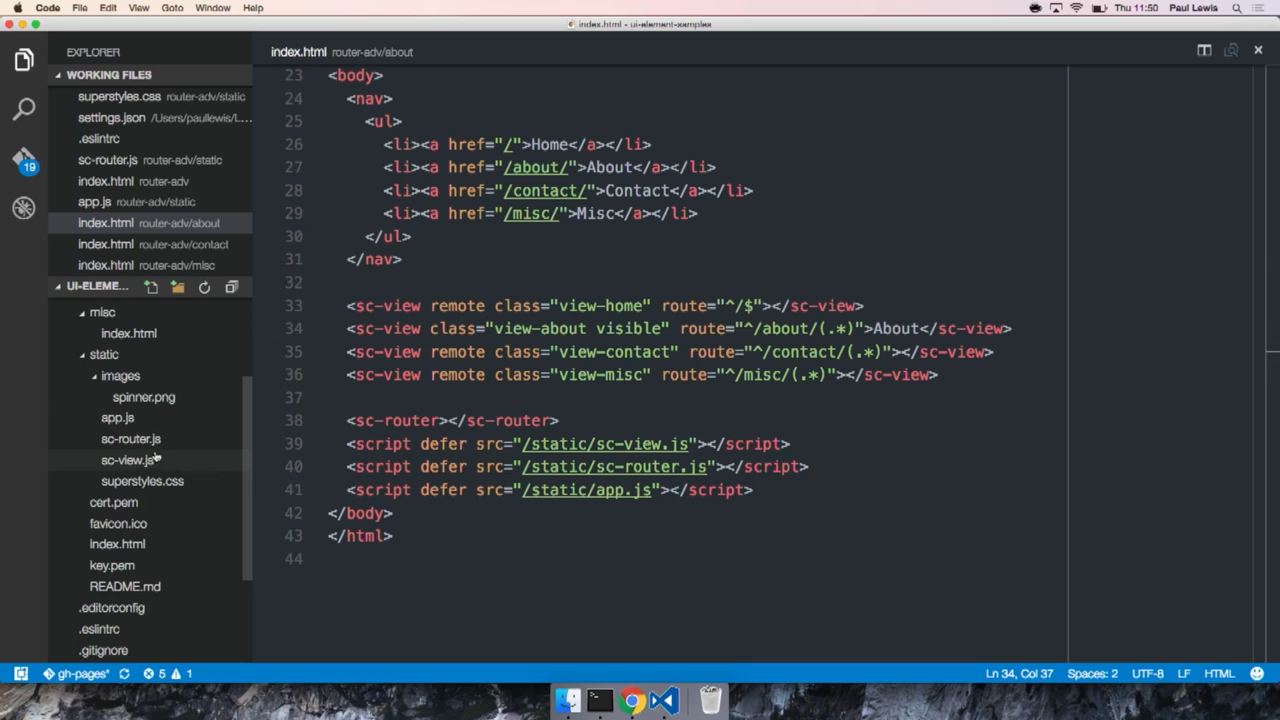 Code File Edit View Goto Window Help Thu 11:50 Paul Lewis
index.html - ui-element-samples
EXPLORER
WORKING FILES
superstyles.css router-adv/static
settings.json /Users/paullewis/L...
.eslintrc
sc-router.js router-adv/static
index.html router-adv
app.js router-adv/static
index.html router-adv/about
index.html router-adv/contact
index.html router-adv/misc
19
UI-ELEME...
misc
index.html
static
images
spinner.png
app.js
sc-router.js
sc-view.js
superstyles.css
cert.pem
favicon.ico
index.html
key.pem
README.md
.editorconfig
.eslintrc
.gitignore
index.html router-adv/about
23 <body>
24 <nav>
25 <ul>
26 <li><a href="/">Home</a></li>
27 <li><a href="/about/">About</a></li>
28 <li><a href="/contact/">Contact</a></li>
29 <li><a href="/misc/">Misc</a></li>
30 </ul>
31 </nav>
32
33 <sc-view remote class="view-home" route="^/$"></sc-view>
34 <sc-view class="view-about visible" route="^/about/(.*)">About</sc-view>
35 <sc-view remote class="view-contact" route="^/contact/(.*)"></sc-view>
36 <sc-view remote class="view-misc" route="^/misc/(.*)"></sc-view>
37
38 <sc-router></sc-router>
39 <script defer src="/static/sc-view.js"></script>
40 <script defer src="/static/sc-router.js"></script>
41 <script defer src="/static/app.js"></script>
42 </body>
43 </html>
44
gh-pages* 5 1 Ln 34, Col 37 Spaces: 2 UTF-8 LF HTML